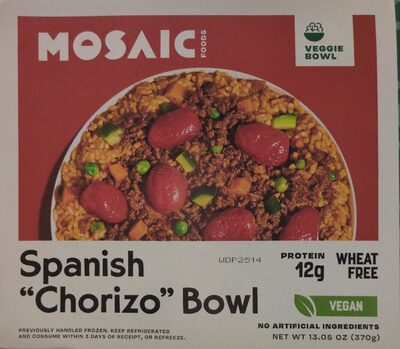 MOSAIC
FOODS
VEGGIE
BOWL
Spanish
"Chorizo" Bowl
WDP2514
PROTEIN
12g
WHEAT
FREE
VEGAN
NO ARTIFICIAL INGREDIENTS
NET WT 13.05 OZ (370g)
PREVIOUSLY HANDLED FROZEN. KEEP REFRIGERATED
AND CONSUME WITHIN 3 DAYS OF RECEIPT, OR REFREEZE.